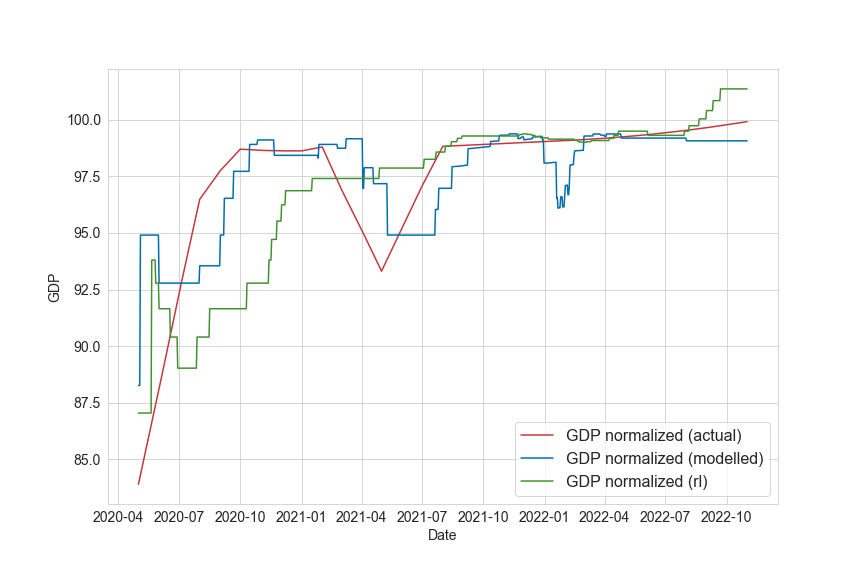 100.0
97.5
95.0
92.5
90.0
87.5
85.0
GDP
GDP normalized (actual)
GDP normalized (modelled)
GDP normalized (rl)
2020-04 2020-07 2020-10 2021-01 2021-04 2021-07 2021-10 2022-01 2022-04 2022-07 2022-10
Date